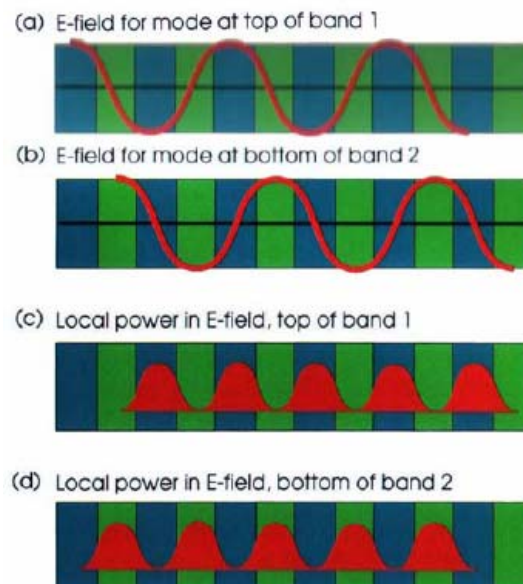 (a) E-field for mode at top of band 1
(b) E-field for mode at bottom of band 2
(c) Local power in E-field, top of band 1
(d) Local power in E-field, bottom of band 2